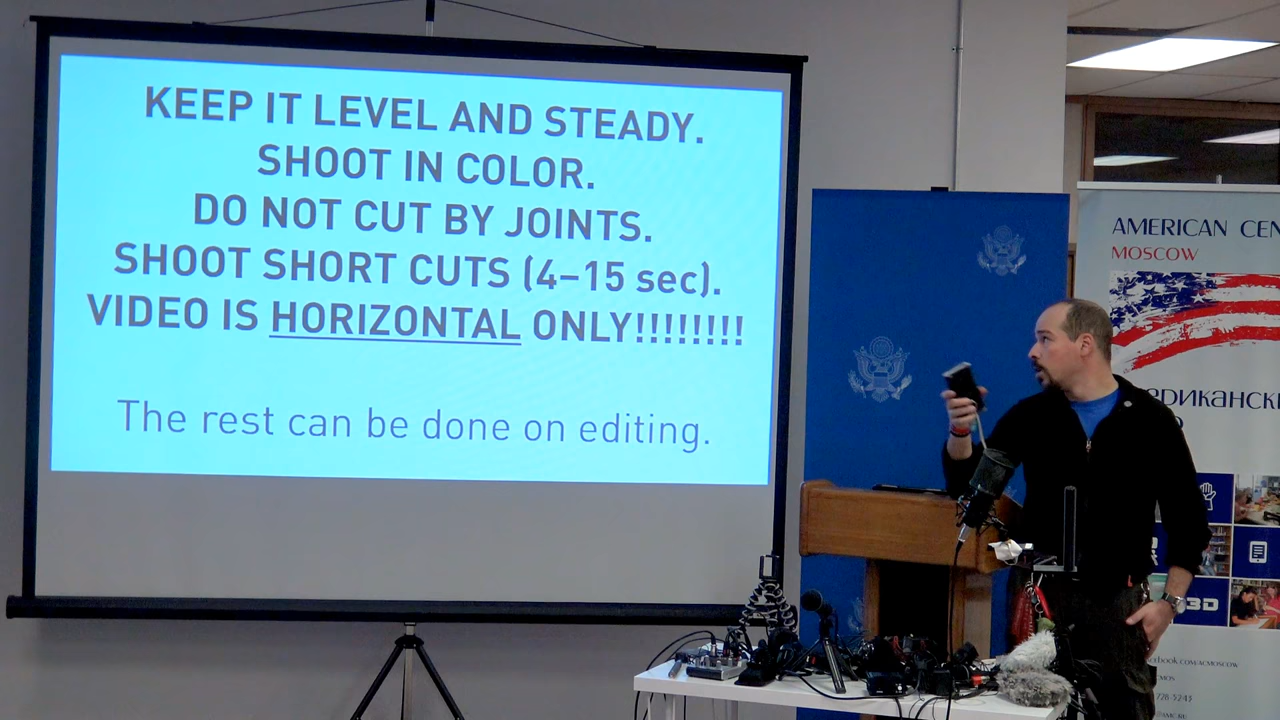 KEEP IT LEVEL AND STEADY.
SHOOT IN COLOR.
DO NOT CUT BY JOINTS.
SHOOT SHORT CUTS (4–15 sec).
VIDEO IS HORIZONTAL ONLY!!!!!!!!
The rest can be done on editing.
AMERICAN
MOSCOW
3D